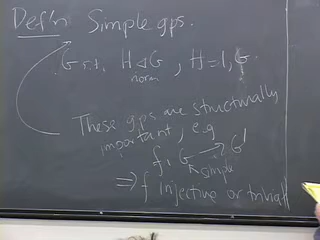 Def'n Simple gps.
G s.t. H ◁ G , H = 1, G.
norm
These gps are structurally
important, e.g
f: G → G'
simple
⇒ f injective or trivial